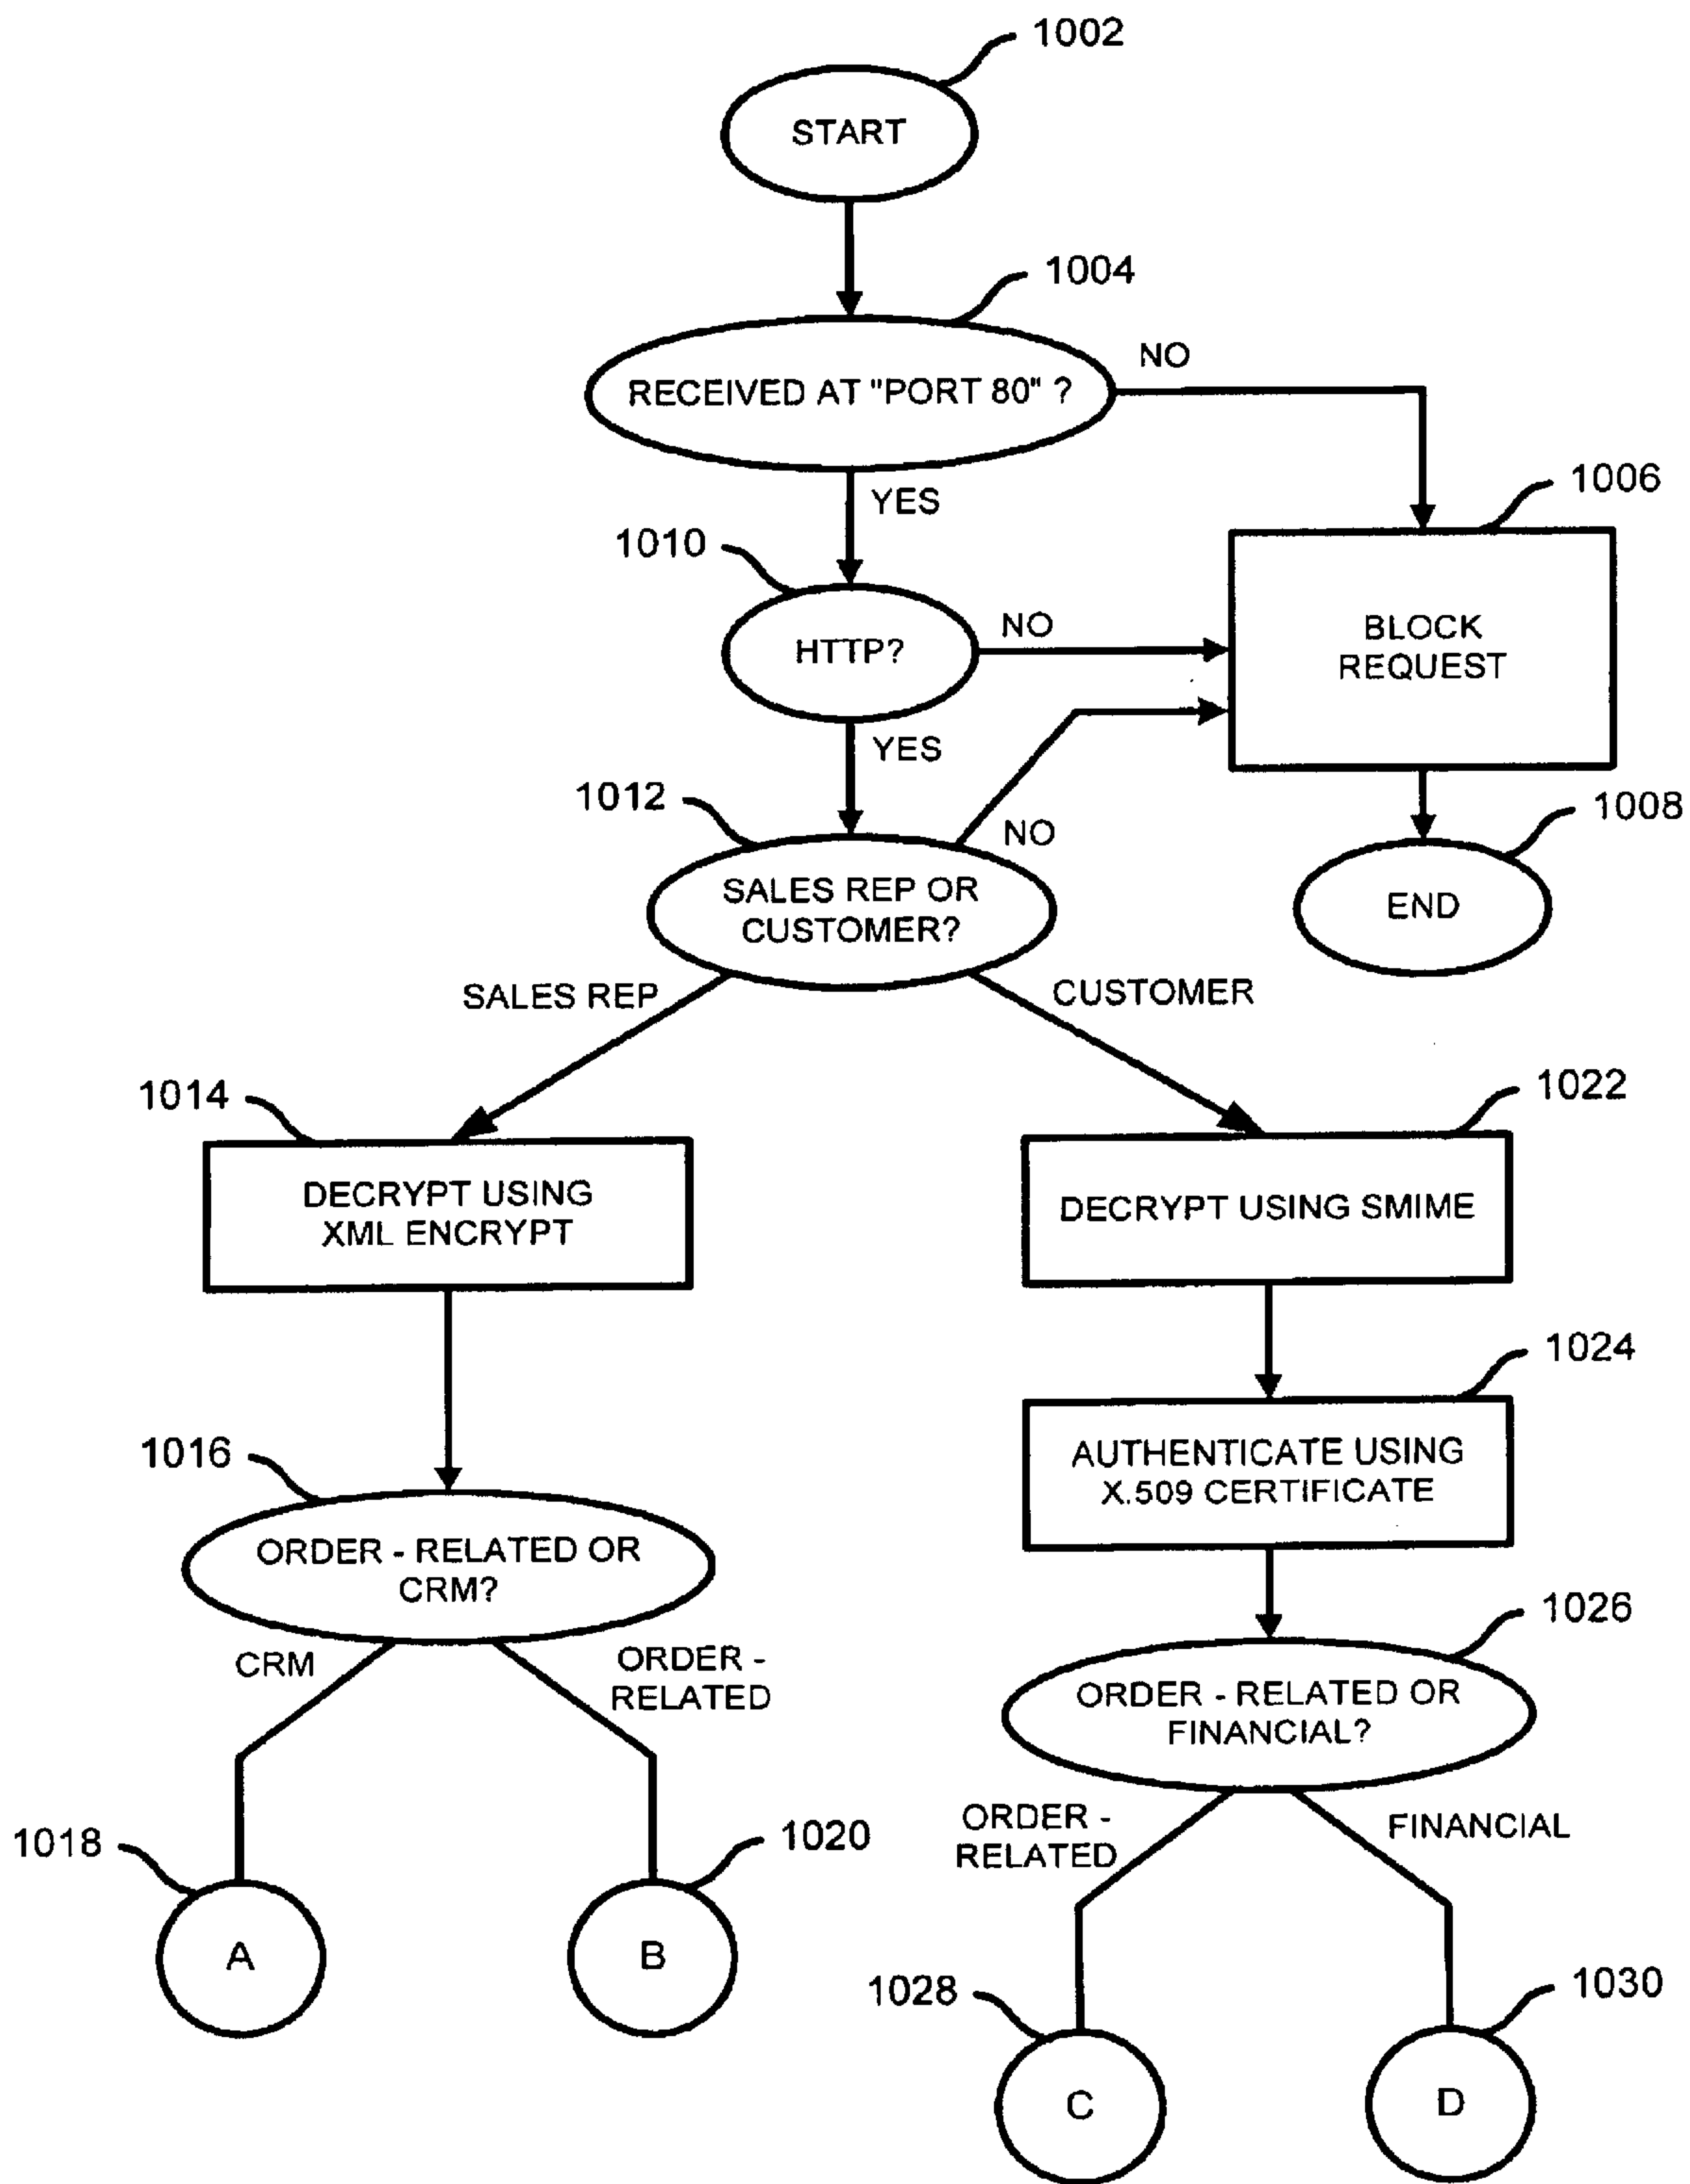 1002
START
1004
RECEIVED AT "PORT 80" ?
NO
YES
1006
1010
HTTP?
NO
BLOCK
REQUEST
YES
1012
NO
1008
SALES REP OR
CUSTOMER?
END
SALES REP
CUSTOMER
1014
1022
DECRYPT USING
XML ENCRYPT
DECRYPT USING SMIME
1024
AUTHENTICATE USING
X.509 CERTIFICATE
1016
ORDER - RELATED OR
CRM?
1026
CRM
ORDER -
RELATED
ORDER - RELATED OR
FINANCIAL?
ORDER -
RELATED
FINANCIAL
1018
1020
A
B
1028
1030
C
D